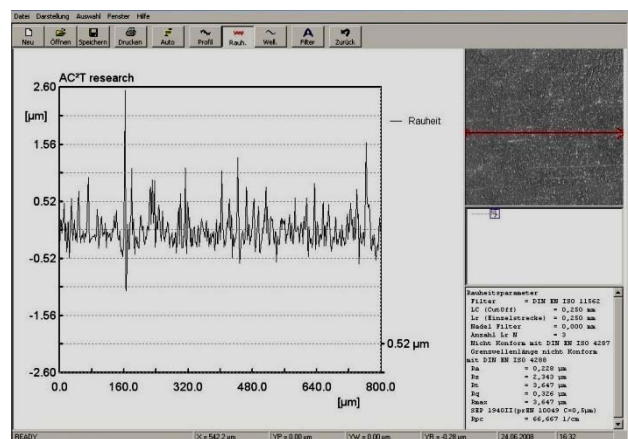 Datei Darstellung Auswahl Fenster Hilfe
Neu Öffnen Speichern Drucken Auto Profil Rauh. Well. Filter Zurück
AC²T research
2.60
[µm]
Rauheit
1.56
0.52
-0.52
-1.56
0.52 µm
-2.60
0.0 160.0 320.0 480.0 640.0 800.0
[µm]
Rauheitsparameter
Filter = DIN EN ISO 11562
LC (CutOff) = 0,250 mm
Lr (Einzelstrecke) = 0,250 mm
Nadel Filter = 0,000 mm
Anzahl Lr N = 3
Nicht Konform mit DIN EN ISO 4287
Grenzwellenlänge nicht Konform
mit DIN EN ISO 4288
Ra = 0,228 µm
Rz = 2,343 µm
Rt = 3,647 µm
Rq = 0,326 µm
Rmax = 3,647 µm
SEP 1940II(prEN 10049 C=0,5µm)
Rpc = 66,667 1/cm
READY X = 542.2 µm YP = 0.00 µm YW = 0.00 µm YR = -0.28 µm 24.06.2008 16:32